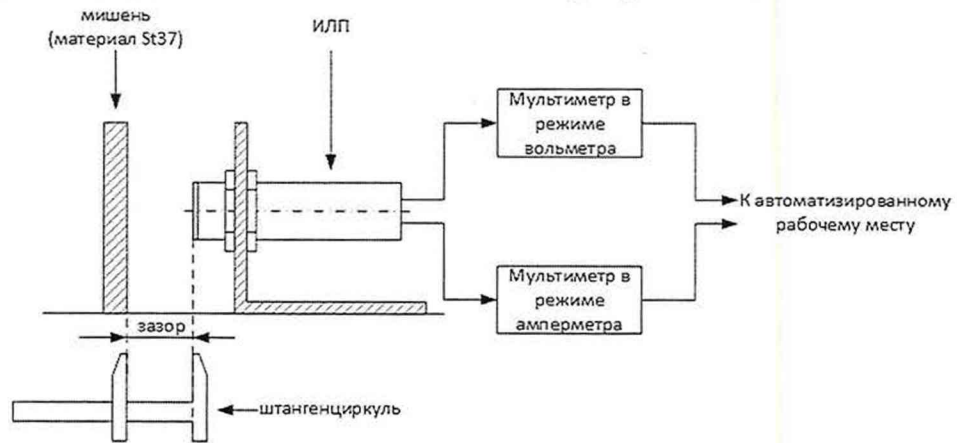 мишень
(материал St37)
ИЛП
Мультиметр в
режиме
вольметра
К автоматизированному
рабочему месту
Мультиметр в
режиме
амперметра
зазор
штангенциркуль